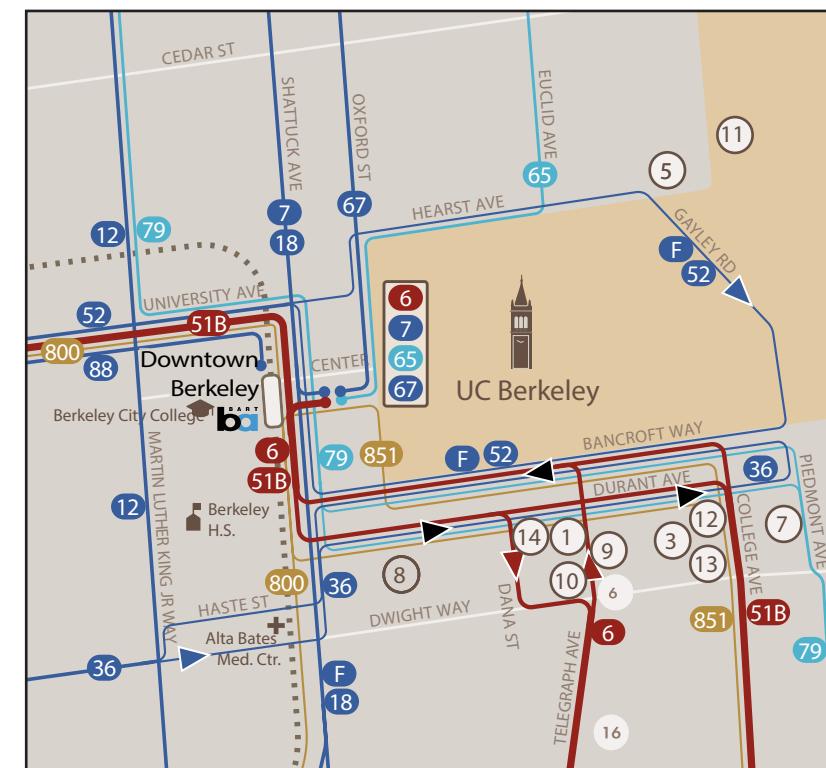 CEDAR ST
SHATTUCK AVE
OXFORD ST
EUCLID AVE
11
5
65
67
HEARST AVE
7
18
12
79
GAYLEY RD
F
52
UNIVERSITY AVE
6
7
65
67
52
51B
800
88
Downtown
Berkeley
CENTER
UC Berkeley
Berkeley City College
BART
ba
6
51B
79
851
F
52
BANCROFT WAY
36
DURANT AVE
PIEDMONT AVE
MARTIN LUTHER KING JR WAY
12
Berkeley
H.S.
COLLEGE AVE
14
1
9
3
12
7
13
10
8
6
800
36
HASTE ST
DWIGHT WAY
DANA ST
TELEGRAPH AVE
6
851
51B
79
Alta Bates
Med. Ctr.
36
F
18
16